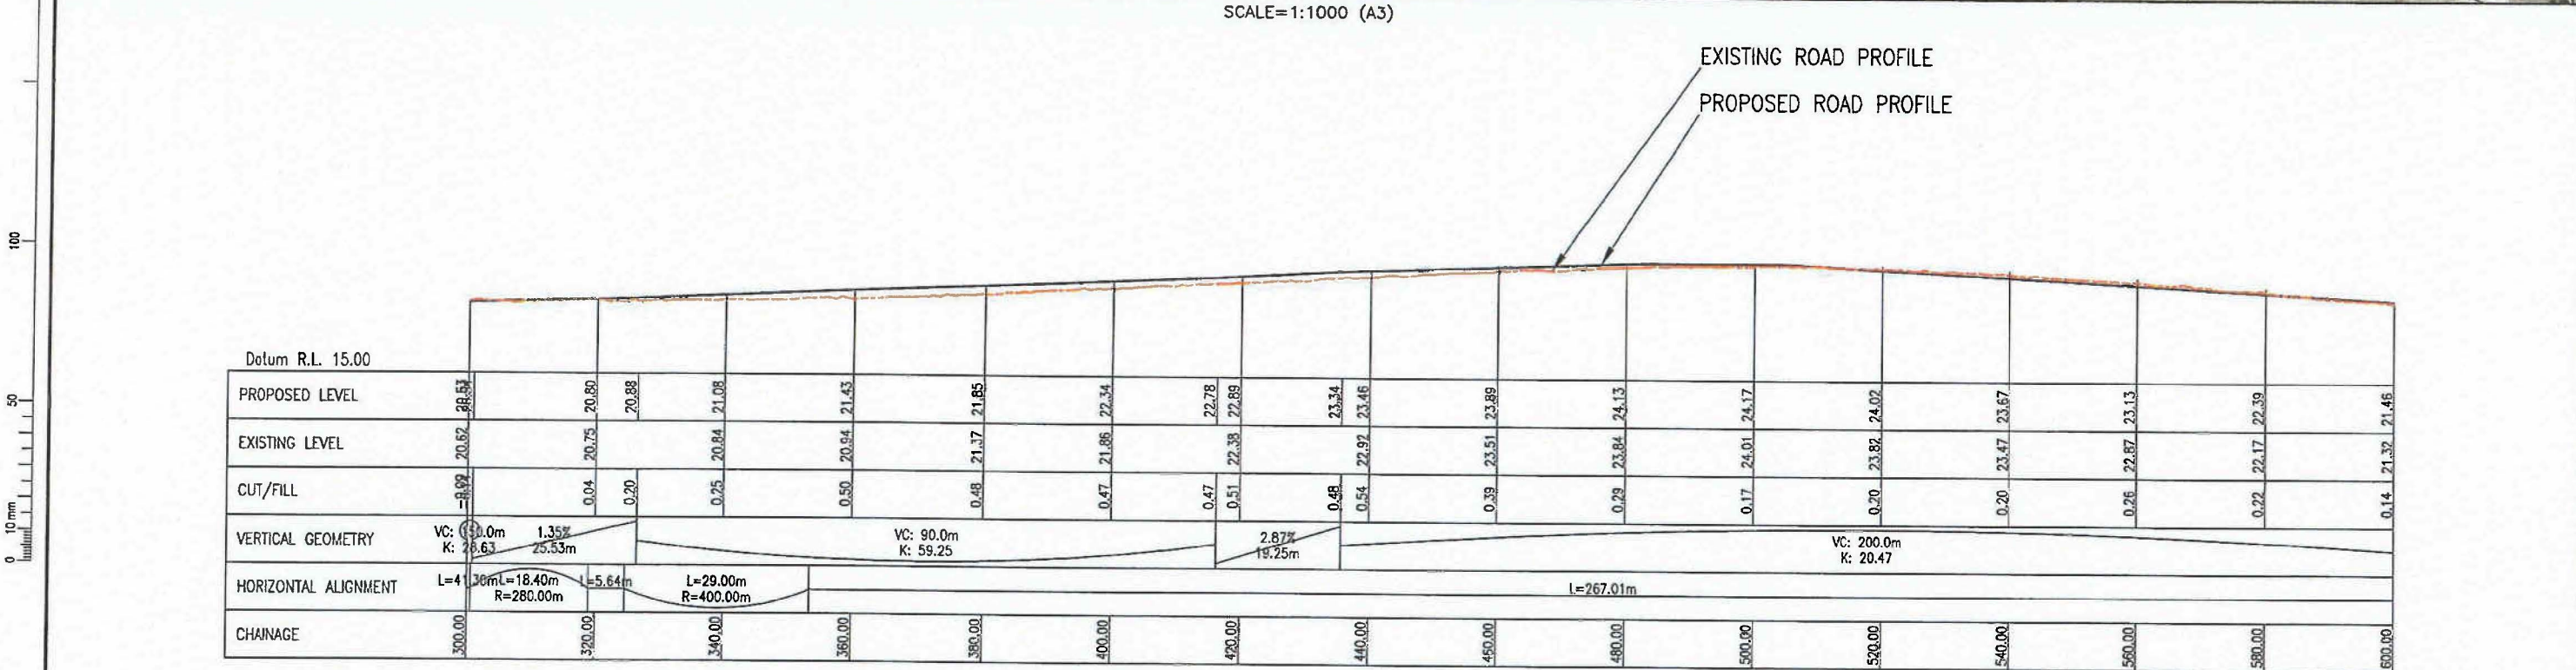 SCALE=1:1000 (A3)
EXISTING ROAD PROFILE
PROPOSED ROAD PROFILE
100
50
10 mm
0
Datum R.L. 15.00
PROPOSED LEVEL 20.53 20.80 20.88 21.08 21.43 21.85 22.34 22.78 22.89 23.34 23.46 23.89 24.13 24.17 24.02 23.67 23.13 22.39 21.46
EXISTING LEVEL 20.62 20.75 20.84 20.94 21.37 21.86 22.38 22.92 23.51 23.84 24.01 23.82 23.47 22.87 22.17 21.32
CUT/FILL 0.04 0.20 0.25 0.50 0.48 0.47 0.47 0.51 0.48 0.54 0.39 0.29 0.17 0.20 0.20 0.26 0.22 0.14
VERTICAL GEOMETRY
VC: 1.35%
K: 25.53m
VC: 90.0m
K: 59.25
2.87%
19.25m
VC: 200.0m
K: 20.47
HORIZONTAL ALIGNMENT
L=18.40m L=5.64m
R=280.00m
L=29.00m
R=400.00m
L=267.01m
CHAINAGE 300.00 320.00 340.00 360.00 380.00 400.00 420.00 440.00 460.00 480.00 500.00 520.00 540.00 560.00 580.00 600.00